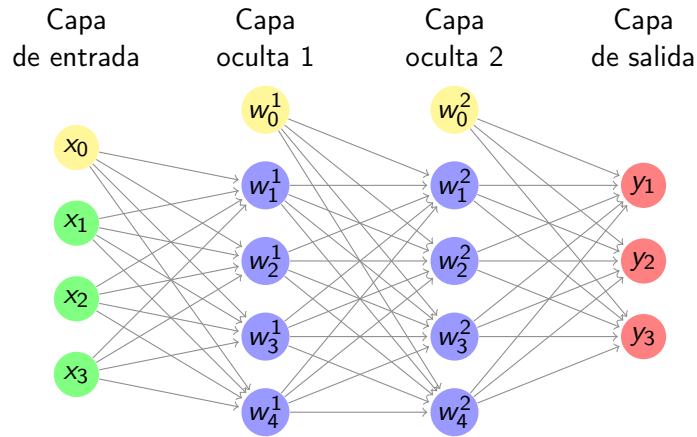 Capa
de entrada
Capa
oculta 1
Capa
oculta 2
Capa
de salida
x_0
x_1
x_2
x_3
w_0^1
w_1^1
w_2^1
w_3^1
w_4^1
w_0^2
w_1^2
w_2^2
w_3^2
w_4^2
y_1
y_2
y_3